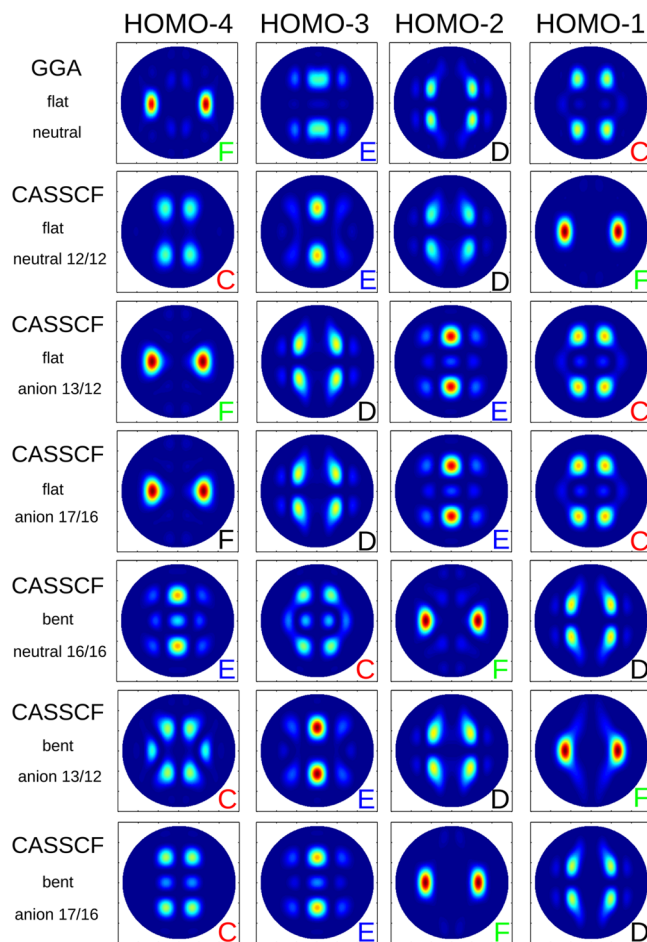 HOMO-4 HOMO-3 HOMO-2 HOMO-1
GGA
flat
neutral
F E D C
CASSCF
flat
neutral 12/12
C E D F
CASSCF
flat
anion 13/12
F D E C
CASSCF
flat
anion 17/16
F D E C
CASSCF
bent
neutral 16/16
E C F D
CASSCF
bent
anion 13/12
C E D F
CASSCF
bent
anion 17/16
C E F D